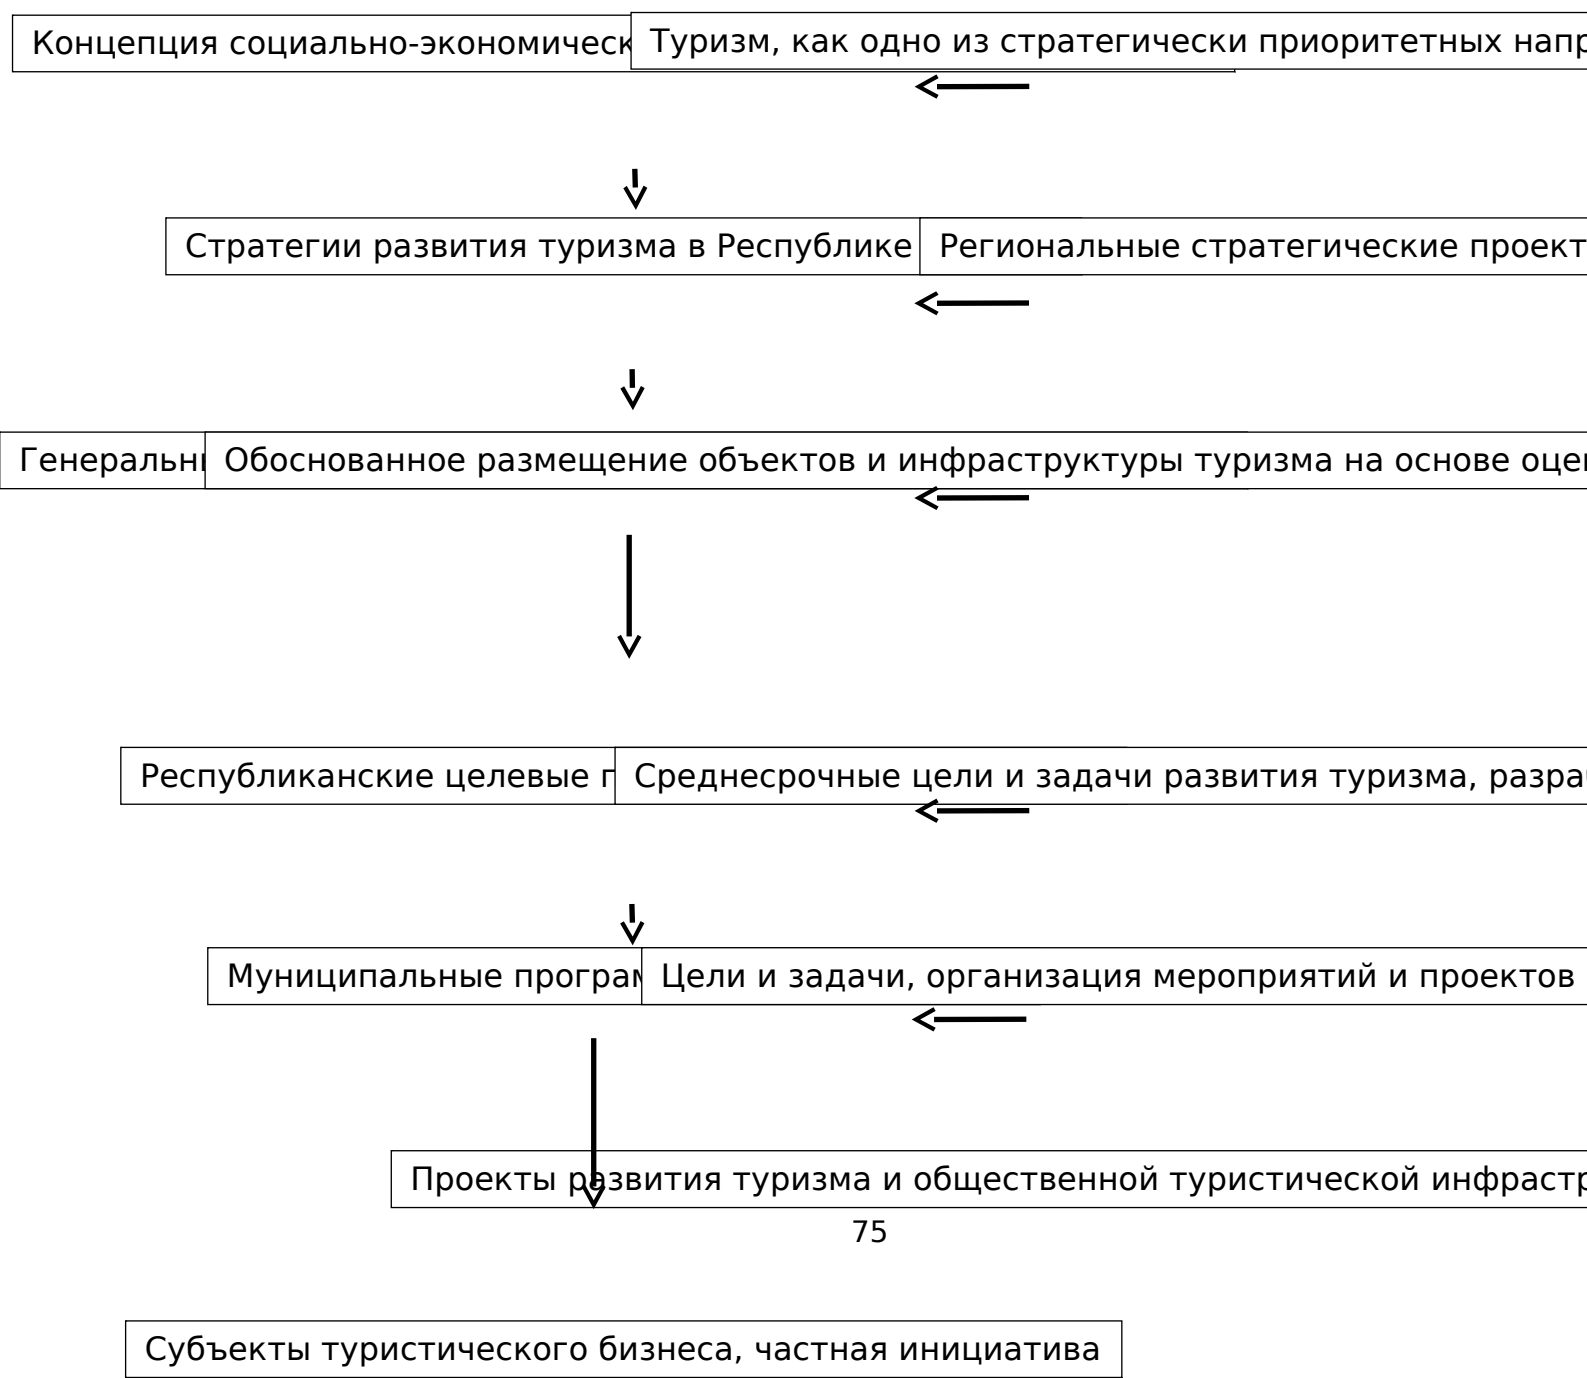 Концепция социально-экономическ
Туризм, как одно из стратегически приоритетных напр
Стратегии развития туризма в Республике
Региональные стратегические проект
Генеральн
Обоснованное размещение объектов и инфраструктуры туризма на основе оце
Республиканские целевые
Среднесрочные цели и задачи развития туризма, разра
Муниципальные програм
Цели и задачи, организация мероприятий и проектов
Проекты развития туризма и общественной туристической инфрастр
75
Субъекты туристического бизнеса, частная инициатива